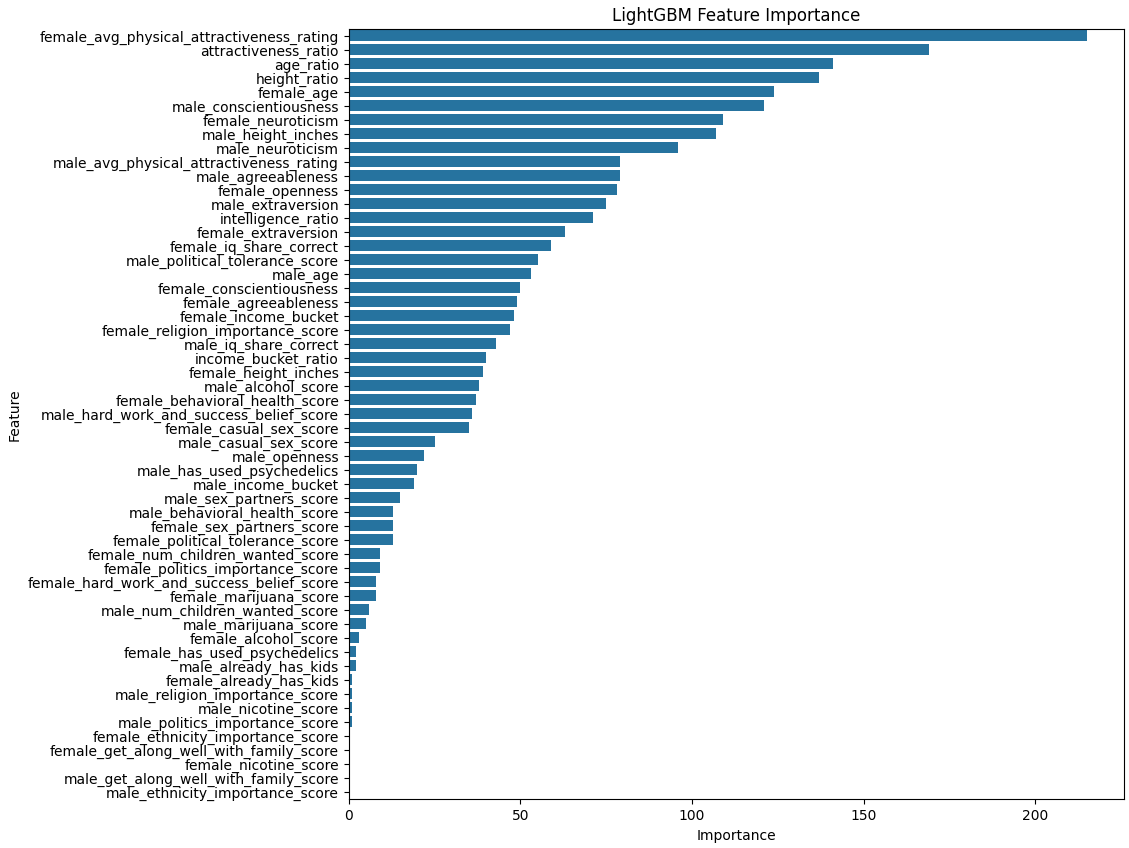 LightGBM Feature Importance
female_avg_physical_attractiveness_rating
attractiveness_ratio
age_ratio
height_ratio
female_age
male_conscientiousness
female_neuroticism
male_height_inches
male_neuroticism
male_avg_physical_attractiveness_rating
male_agreeableness
female_openness
male_extraversion
intelligence_ratio
female_extraversion
female_iq_share_correct
male_political_tolerance_score
male_age
female_conscientiousness
female_agreeableness
female_income_bucket
female_religion_importance_score
male_iq_share_correct
income_bucket_ratio
female_height_inches
male_alcohol_score
female_behavioral_health_score
male_hard_work_and_success_belief_score
female_casual_sex_score
male_casual_sex_score
male_openness
male_has_used_psychedelics
male_income_bucket
male_sex_partners_score
male_behavioral_health_score
female_sex_partners_score
female_political_tolerance_score
female_num_children_wanted_score
female_politics_importance_score
female_hard_work_and_success_belief_score
female_marijuana_score
male_num_children_wanted_score
male_marijuana_score
female_alcohol_score
female_has_used_psychedelics
male_already_has_kids
female_already_has_kids
male_religion_importance_score
male_nicotine_score
male_politics_importance_score
female_ethnicity_importance_score
female_get_along_well_with_family_score
female_nicotine_score
male_get_along_well_with_family_score
male_ethnicity_importance_score
Feature
0 50 100 150 200
Importance